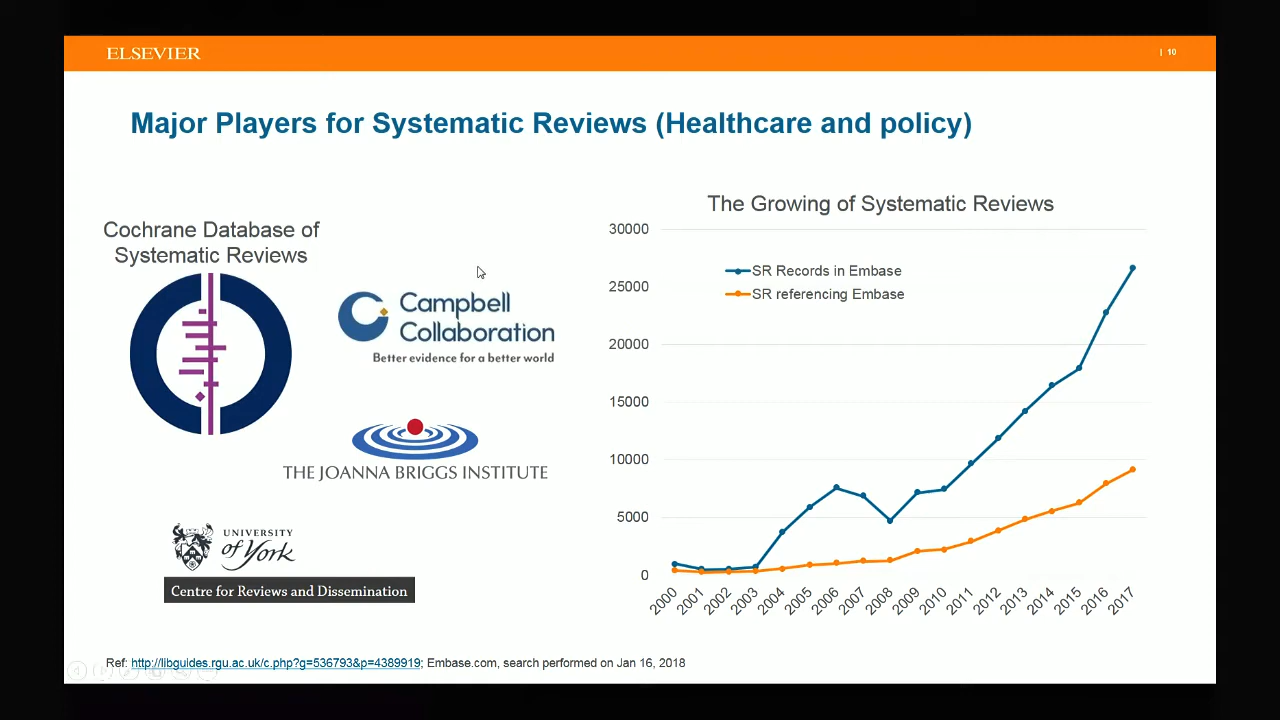 ELSEVIER
| 10
Major Players for Systematic Reviews (Healthcare and policy)
Cochrane Database of
Systematic Reviews
Campbell
Collaboration
Better evidence for a better world
THE JOANNA BRIGGS INSTITUTE
UNIVERSITY
of York
Centre for Reviews and Dissemination
The Growing of Systematic Reviews
30000
25000
20000
15000
10000
5000
0
SR Records in Embase
SR referencing Embase
2000 2001 2002 2003 2004 2005 2006 2007 2008 2009 2010 2011 2012 2013 2014 2015 2016 2017
Ref: http://libguides.rgu.ac.uk/c.php?g=536793&p=4389919; Embase.com, search performed on Jan 16, 2018